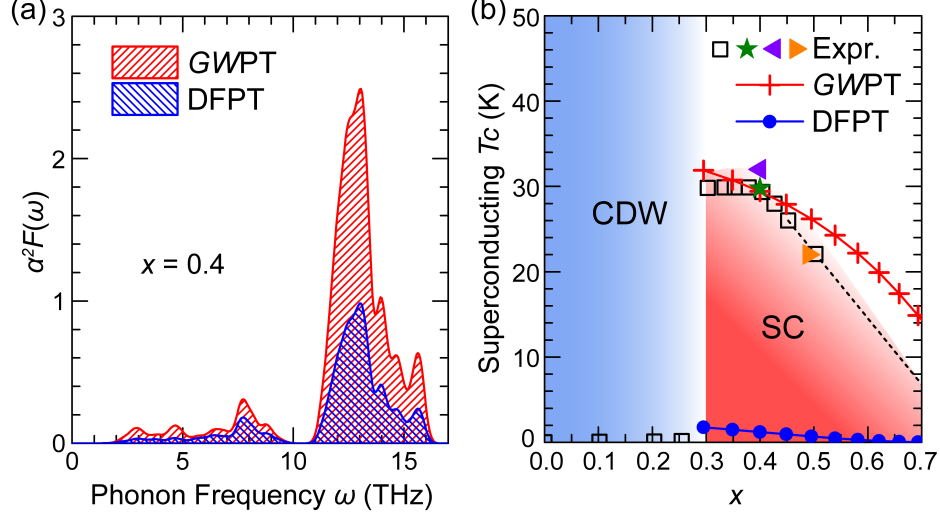 (a)
3
2
1
0
α²F(ω)
GWPT
DFPT
x = 0.4
0 5 10 15
Phonon Frequency ω (THz)
(b)
50
40
30
20
10
0
Superconducting Tc (K)
Expr.
GWPT
DFPT
CDW
SC
0.0 0.1 0.2 0.3 0.4 0.5 0.6 0.7
x